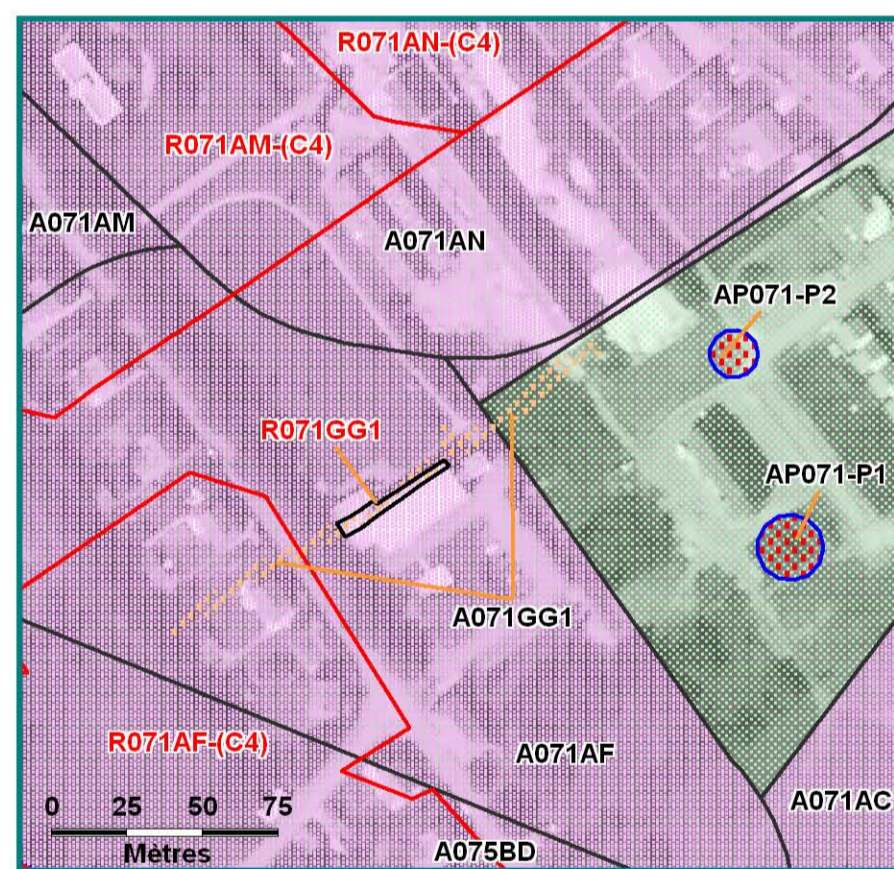 R071AN-(C4)
R071AM-(C4)
A071AM
A071AN
AP071-P2
R071GG1
AP071-P1
A071GG1
R071AF-(C4)
A071AF
0 25 50 75
Mètres
A071AC
A075BD